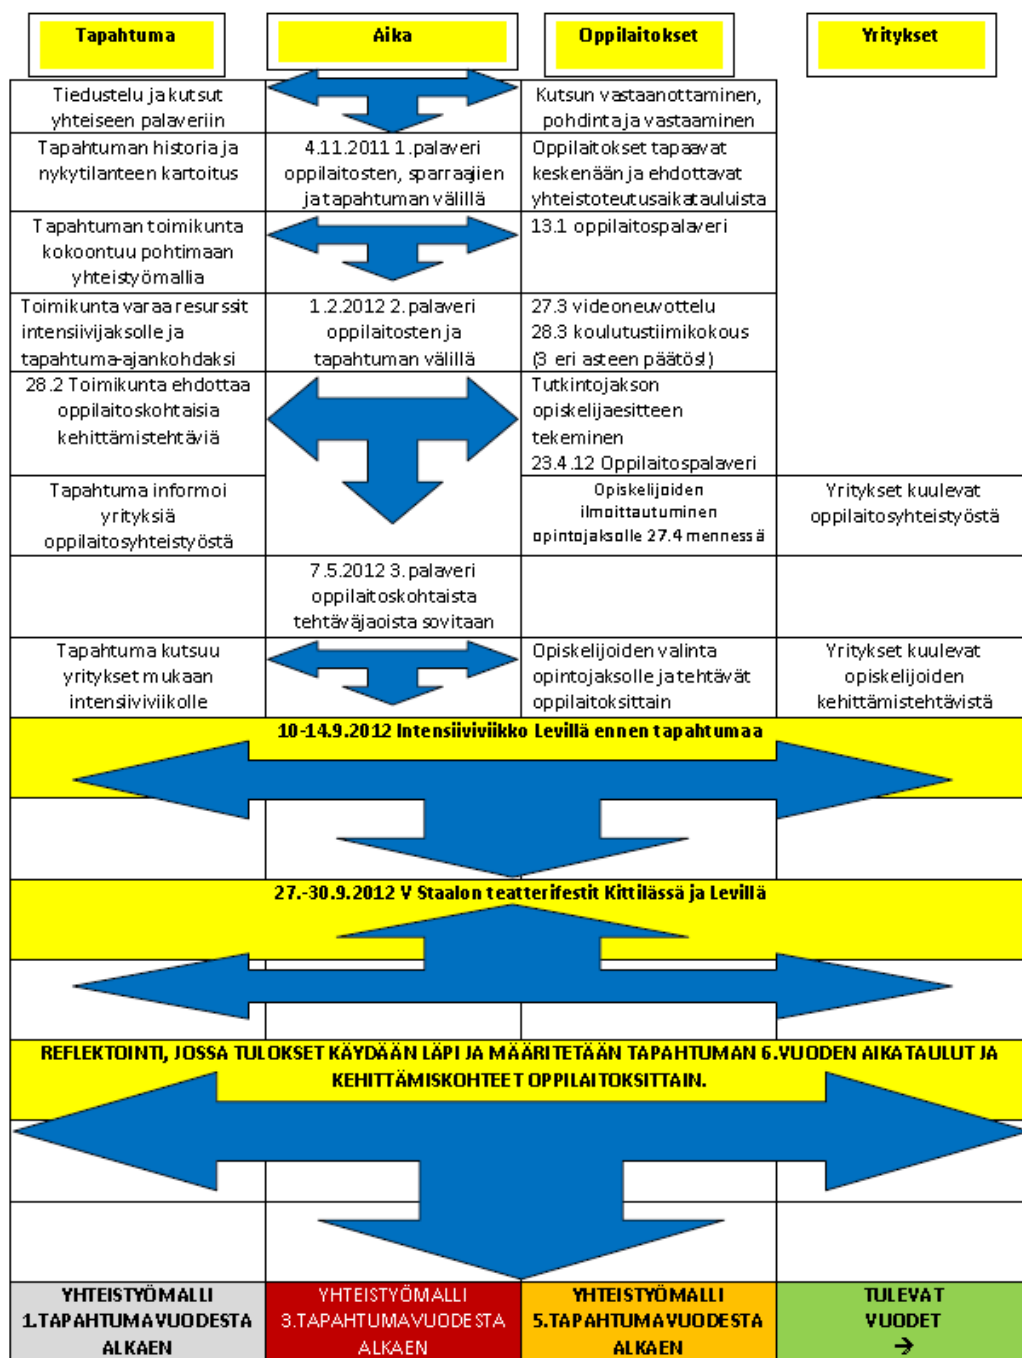 Tapahtuma
Aika
Oppilaitokset
Yritykset
Tiedustelu ja kutsut
yhteiseen palaveriin
Kutsun vastaanottaminen,
pohdinta ja vastaaminen
Tapahtuman historia ja
nykytilanteen kartoitus
4.11.2011 1.palaveri
oppilaitosten, sparraajien
ja tapahtuman välillä
Oppilaitokset tapaavat
keskenään ja ehdottavat
yhteistoteutusaikatauluista
Tapahtuman toimikunta
kokoontuu pohtimaan
yhteistyömallia
13.1 oppilaitospalaveri
Toimikunta varaa resurssit
intensiivijaksolle ja
tapahtuma-ajankohdaksi
1.2.2012 2.palaveri
oppilaitosten ja
tapahtuman välillä
27.3 videoneuvottelu
28.3 koulutustiimikokous
(3 eri asteen päätös!)
28.2 Toimikunta ehdottaa
oppilaitoskohtaisia
kehittämistehtäviä
Tutkintojakson
opiskelijaesitteen
tekeminen
23.4.12 Oppilaitospalaveri
Tapahtuma informoi
yrityksiä
oppilaitosyhteistyöstä
Opiskelijoiden
ilmoittautuminen
opintojaksolle 27.4 mennessä
Yritykset kuulevat
oppilaitosyhteistyöstä
7.5.2012 3.palaveri
oppilaitoskohtaista
tehtäväjaoista sovitaan
Tapahtuma kutsuu
yritykset mukaan
intensiiviviikolle
Opiskelijoiden valinta
opintojaksolle ja tehtävät
oppilaitoksittain
Yritykset kuulevat
opiskelijoiden
kehittämistehtävistä
10-14.9.2012 Intensiiviviikko Levillä ennen tapahtumaa
27.-30.9.2012 V Staalon teatterifestit Kittilässä ja Levillä
REFLEKTOINTI, JOSSA TULOKSET KÄYDÄÄN LÄPI JA MÄÄRITETÄÄN TAPAHTUMAN 6.VUODEN AIKATAULUT JA
KEHITTÄMISKOHTEET OPPILAITOKSITTAIN.
YHTEISTYÖMALLI
1.TAPAHTUMAVUODESTA
ALKAEN
YHTEISTYÖMALLI
3.TAPAHTUMAVUODESTA
ALKAEN
YHTEISTYÖMALLI
5.TAPAHTUMAVUODESTA
ALKAEN
TULEVAT
VUODET
→